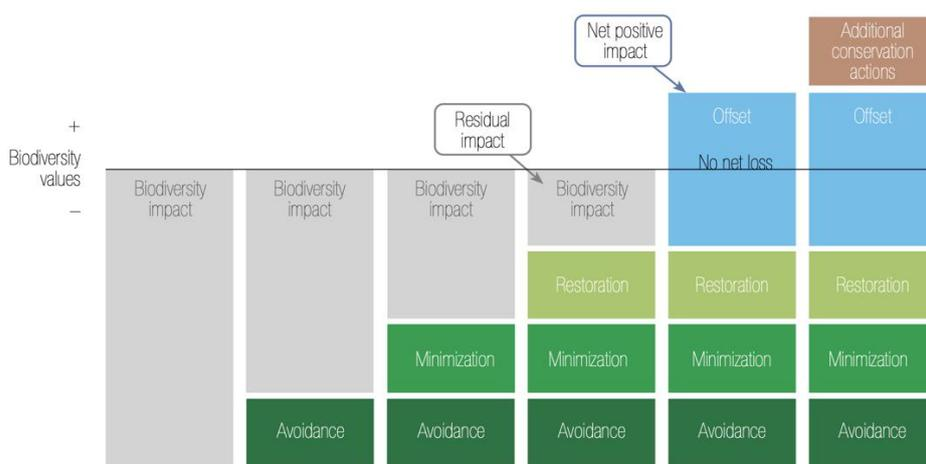 Net positive
impact
Additional
conservation
actions
Residual
impact
Offset
Offset
+
Biodiversity
values
–
No net loss
Biodiversity
impact
Biodiversity
impact
Biodiversity
impact
Biodiversity
impact
Restoration
Restoration
Restoration
Minimization
Minimization
Minimization
Minimization
Avoidance
Avoidance
Avoidance
Avoidance
Avoidance